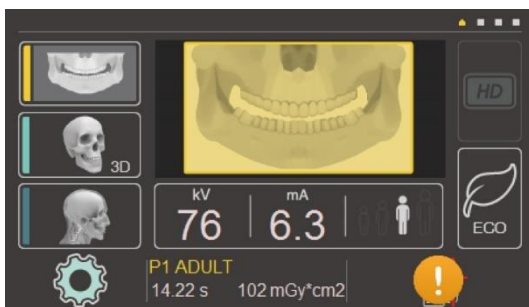 HD
3D
kV
mA
76
6.3
ECO
P1 ADULT
14.22 s 102 mGy*cm2
!